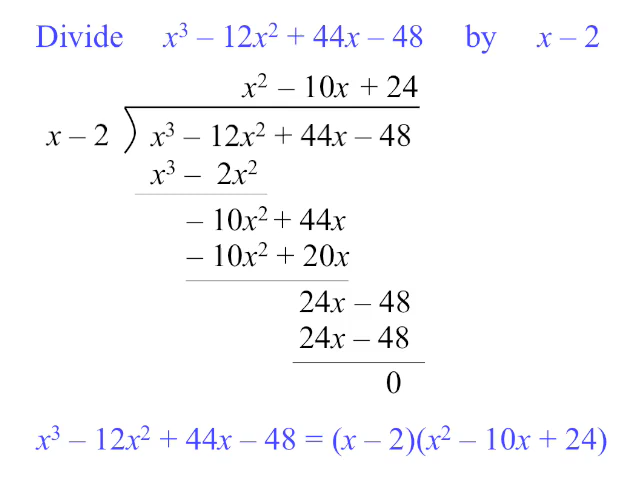 Divide x³ – 12x² + 44x – 48 by x – 2
x² – 10x + 24
x – 2 ) x³ – 12x² + 44x – 48
x³ – 2x²
– 10x² + 44x
– 10x² + 20x
24x – 48
24x – 48
0
x³ – 12x² + 44x – 48 = (x – 2)(x² – 10x + 24)